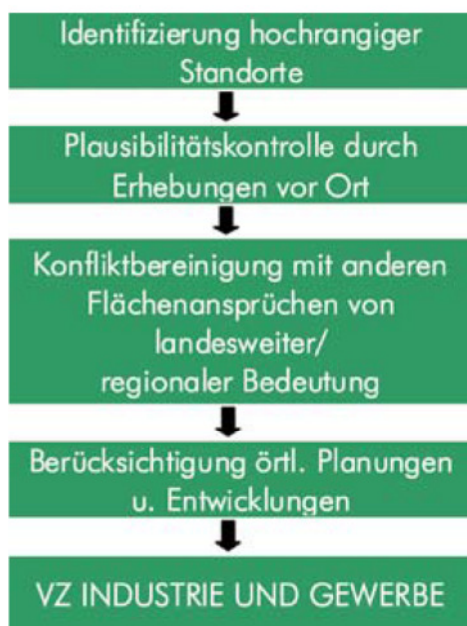 Identifizierung hochrangiger
Standorte
Plausibilitätskontrolle durch
Erhebungen vor Ort
Konfliktbereinigung mit anderen
Flächenansprüchen von
landesweiter/
regionaler Bedeutung
Berücksichtigung örtl. Planungen
u. Entwicklungen
VZ INDUSTRIE UND GEWERBE